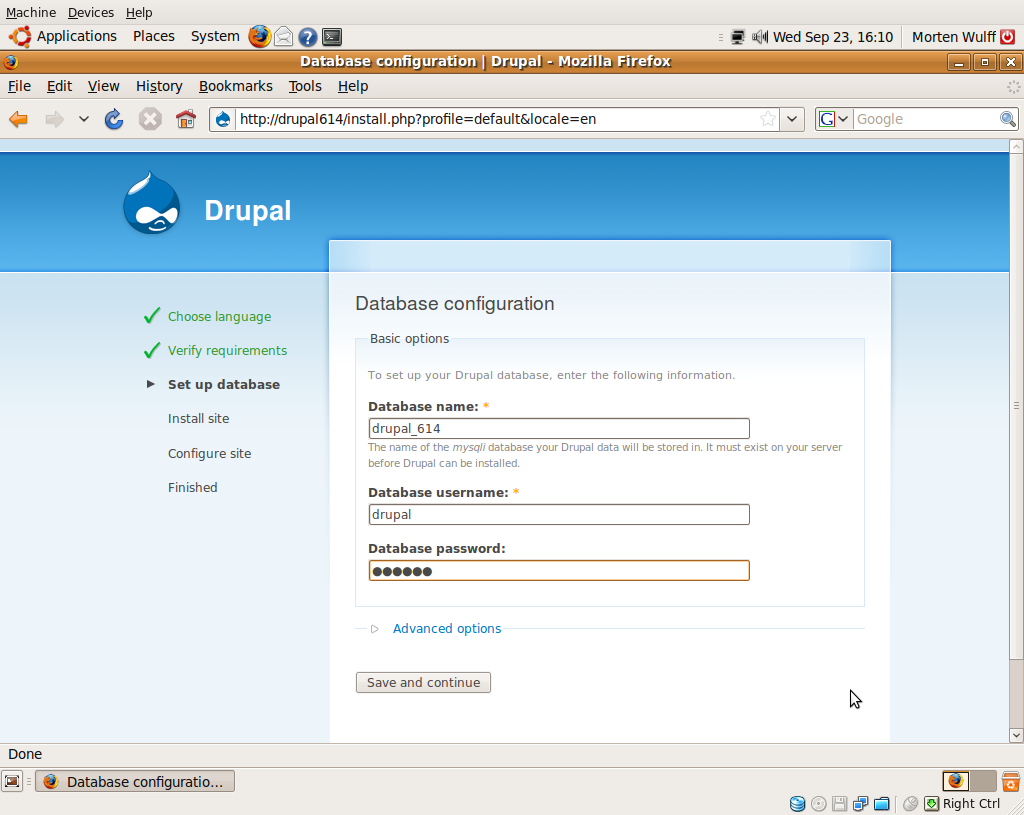 Machine Devices Help
Applications Places System Wed Sep 23, 16:10 Morten Wulff
Database configuration | Drupal - Mozilla Firefox
File Edit View History Bookmarks Tools Help
http://drupal614/install.php?profile=default&locale=en G Google
Drupal
Choose language
Verify requirements
Set up database
Install site
Configure site
Finished
Database configuration
Basic options
To set up your Drupal database, enter the following information.
Database name: *
drupal_614
The name of the mysqli database your Drupal data will be stored in. It must exist on your server
before Drupal can be installed.
Database username: *
drupal
Database password:
●●●●●●
Advanced options
Save and continue
Done
Database configuratio...
Right Ctrl